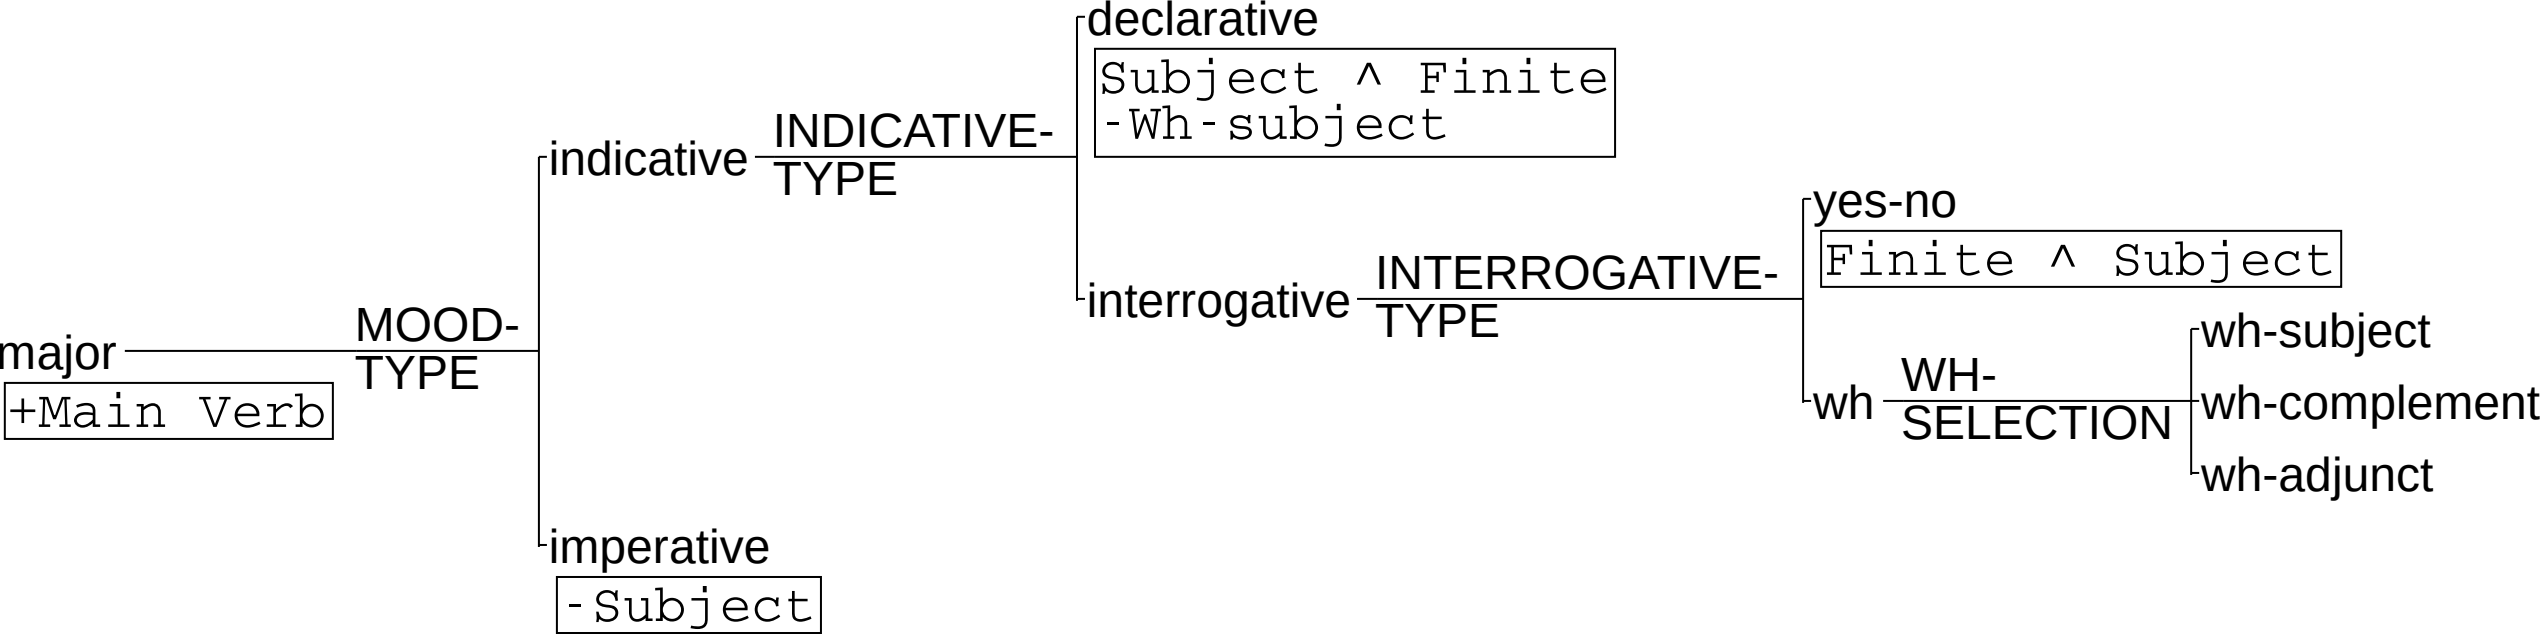 declarative
Subject ^ Finite
-Wh-subject
INDICATIVE-
TYPE
indicative
yes-no
Finite ^ Subject
INTERROGATIVE-
TYPE
interrogative
wh-subject
MOOD-
TYPE
major
+Main Verb
WH-
SELECTION
wh
wh-complement
wh-adjunct
imperative
-Subject